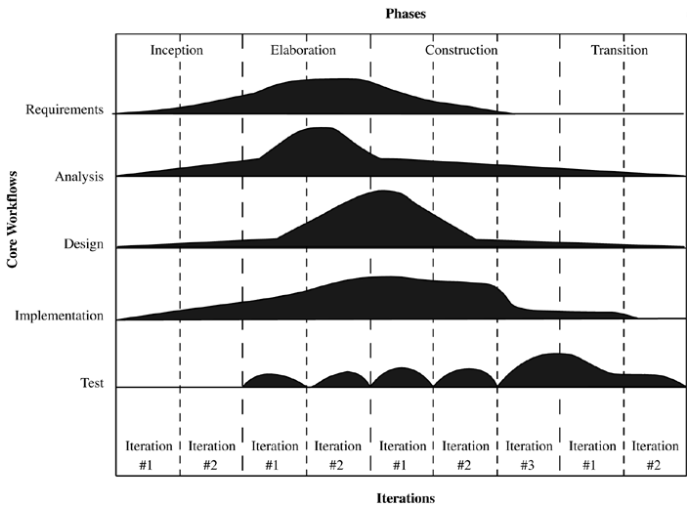 Phases
Inception Elaboration Construction Transition
Requirements
Analysis
Design
Implementation
Test
Core Workflows
Iteration Iteration Iteration Iteration Iteration Iteration Iteration Iteration Iteration
#1 #2 #1 #2 #1 #2 #3 #1 #2
Iterations